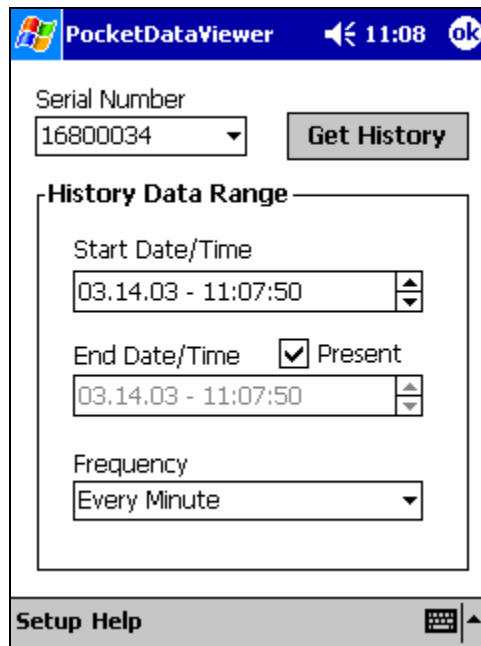 PocketDataViewer 11:08 ok
Serial Number
16800034 Get History
History Data Range
Start Date/Time
03.14.03 - 11:07:50
End Date/Time Present
03.14.03 - 11:07:50
Frequency
Every Minute
Setup Help